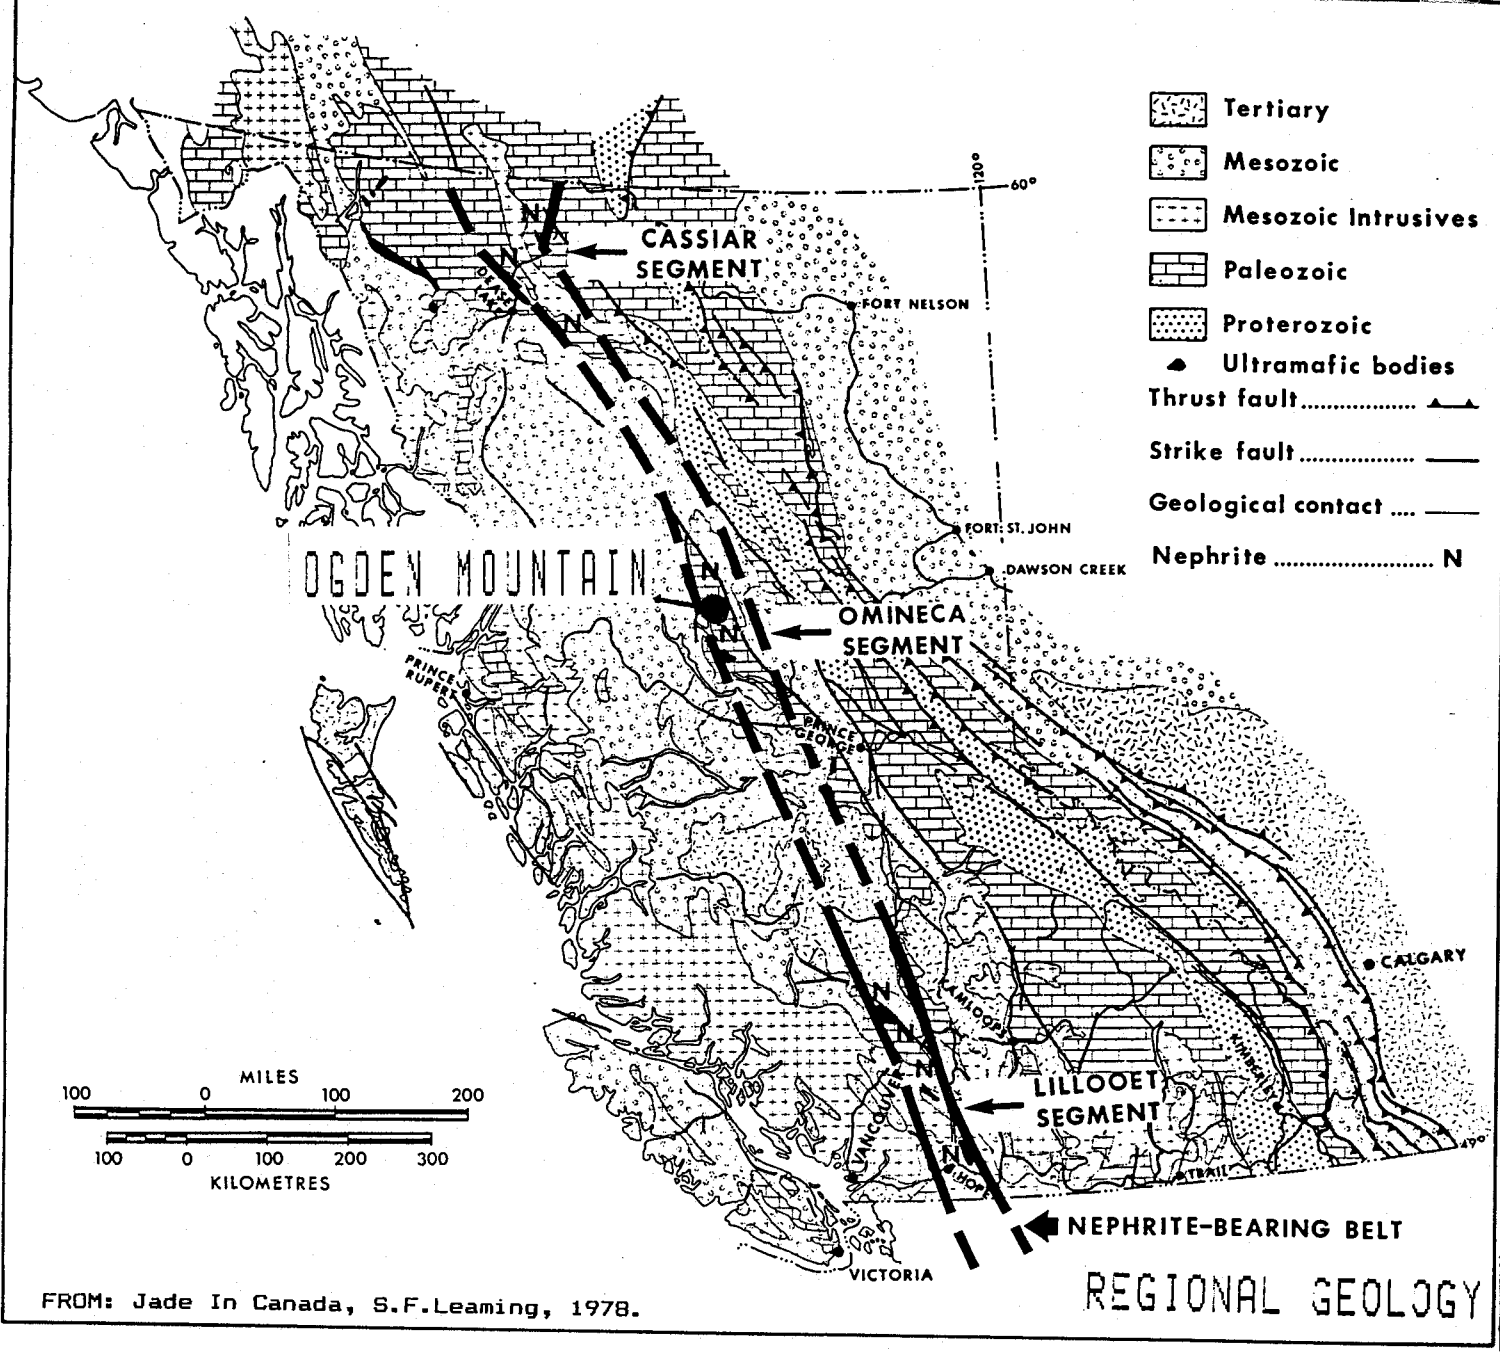 Tertiary
Mesozoic
Mesozoic Intrusives
Paleozoic
Proterozoic
Ultramafic bodies
Thrust fault....................
Strike fault....................
Geological contact ....
Nephrite ........................ N
120°
60°
N
N
N
CASSIAR
SEGMENT
DEASE
LAKE
N
FORT NELSON
FORT ST. JOHN
DAWSON CREEK
OGDEN MOUNTAIN
N
N
OMINECA
SEGMENT
PRINCE
RUPERT
PRINCE
GEORGE
CALGARY
N
N
N
KAMLOOPS
KIMBERLEY
LILLOOET
SEGMENT
VANCOUVER
N
HOPE
TRAIL
49°
NEPHRITE-BEARING BELT
VICTORIA
MILES
100 0 100 200
100 0 100 200 300
KILOMETRES
FROM: Jade In Canada, S.F.Leaming, 1978.
REGIONAL GEOLOGY